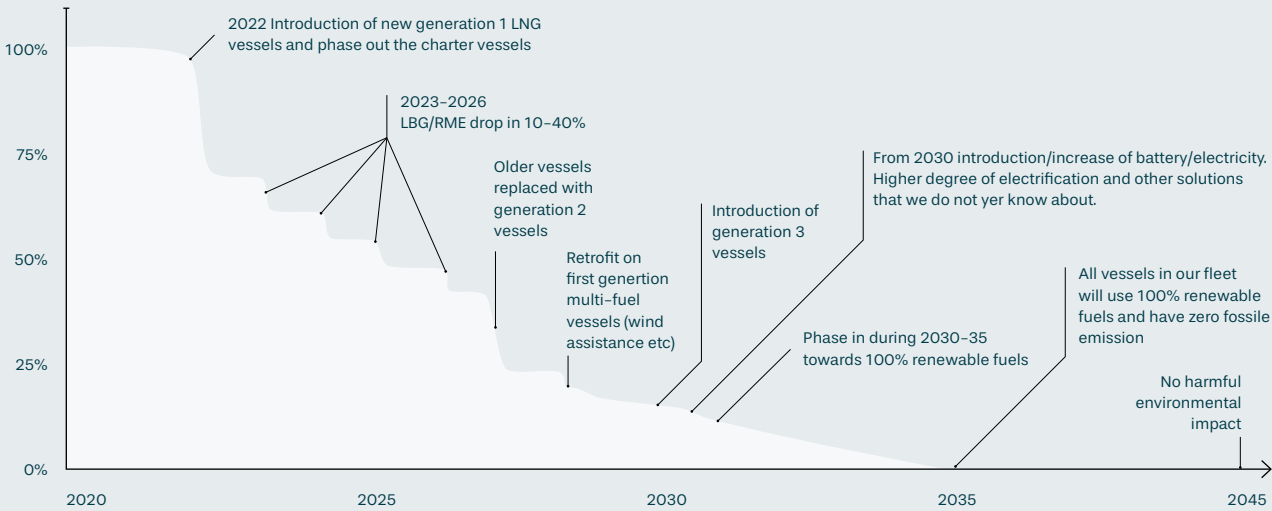 2022 Introduction of new generation 1 LNG
vessels and phase out the charter vessels
100%
2023–2026
LBG/RME drop in 10–40%
75%
Older vessels
replaced with
generation 2
vessels
From 2030 introduction/increase of battery/electricity.
Higher degree of electrification and other solutions
that we do not yer know about.
Introduction of
generation 3
vessels
50%
Retrofit on
first genertion
multi-fuel
vessels (wind
assistance etc)
All vessels in our fleet
will use 100% renewable
fuels and have zero fossile
emission
Phase in during 2030–35
towards 100% renewable fuels
25%
No harmful
environmental
impact
0%
2020
2025
2030
2035
2045